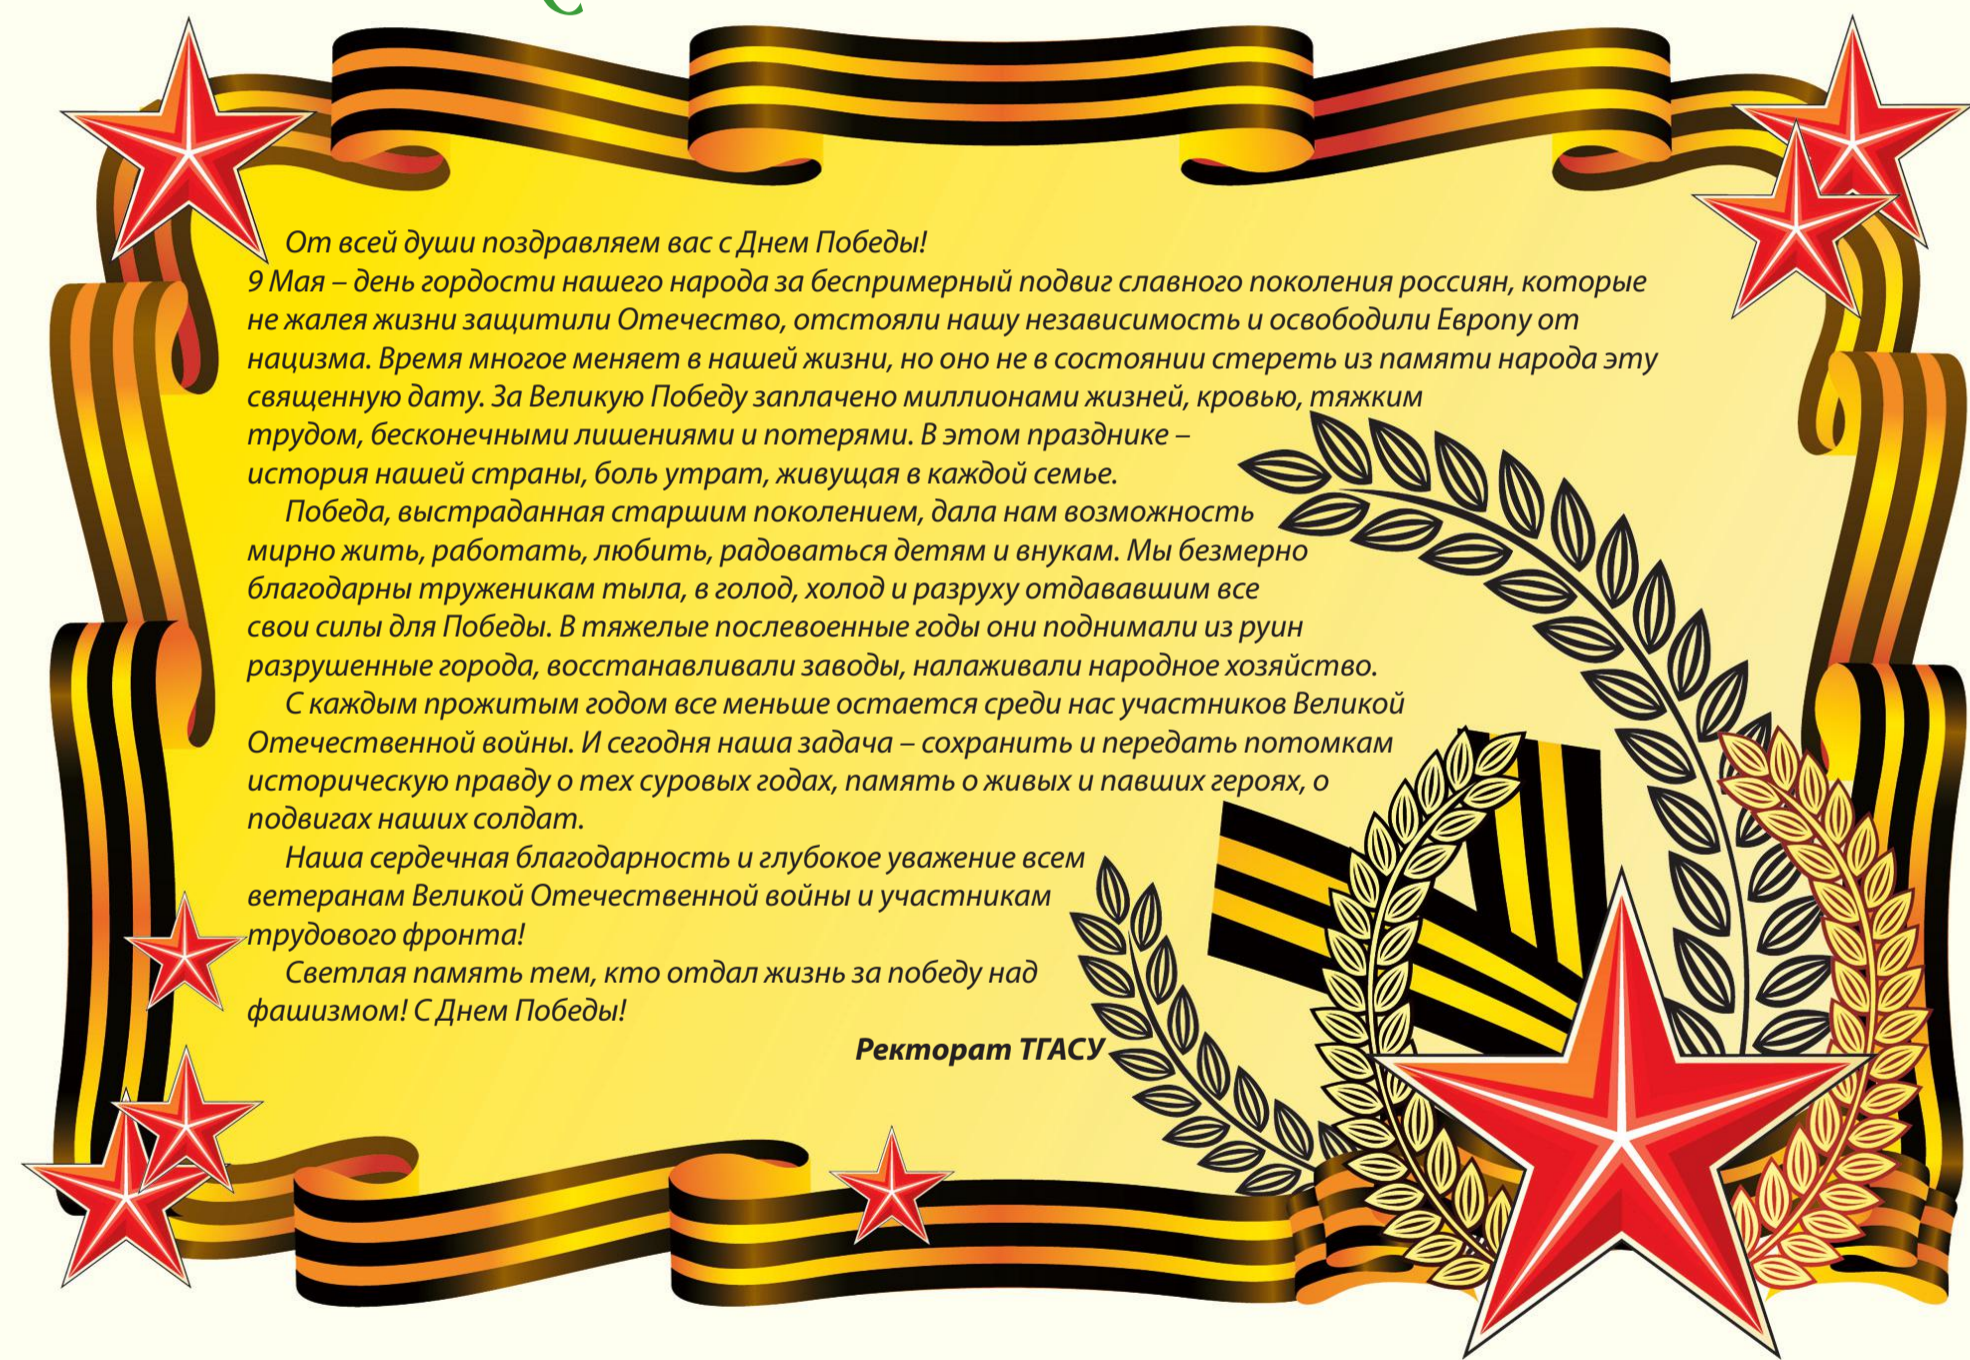 От всей души поздравляем вас с Днем Победы!
9 Мая – день гордости нашего народа за беспримерный подвиг славного поколения россиян, которые
не жалея жизни защитили Отечество, отстояли нашу независимость и освободили Европу от
нацизма. Время многое меняет в нашей жизни, но оно не в состоянии стереть из памяти народа эту
священную дату. За Великую Победу заплачено миллионами жизней, кровью, тяжким
трудом, бесконечными лишениями и потерями. В этом празднике –
история нашей страны, боль утрат, живущая в каждой семье.
Победа, выстраданная старшим поколением, дала нам возможность
мирно жить, работать, любить, радоваться детям и внукам. Мы безмерно
благодарны труженикам тыла, в голод, холод и разруху отдававшим все
свои силы для Победы. В тяжелые послевоенные годы они поднимали из руин
разрушенные города, восстанавливали заводы, налаживали народное хозяйство.
С каждым прожитым годом все меньше остается среди нас участников Великой
Отечественной войны. И сегодня наша задача – сохранить и передать потомкам
историческую правду о тех суровых годах, память о живых и павших героях, о
подвигах наших солдат.
Наша сердечная благодарность и глубокое уважение всем
ветеранам Великой Отечественной войны и участникам
трудового фронта!
Светлая память тем, кто отдал жизнь за победу над
фашизмом! С Днем Победы!
Ректорат ТГАСУ